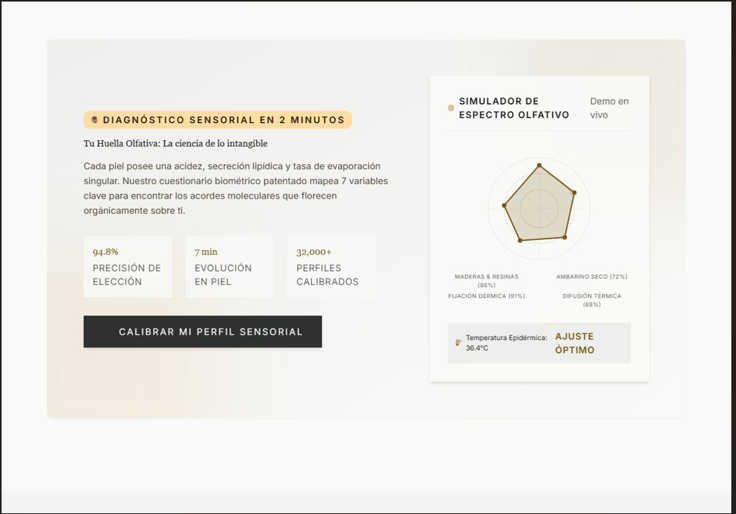 DIAGNÓSTICO SENSORIAL EN 2 MINUTOS
Tu Huella Olfativa: La ciencia de lo intangible
Cada piel posee una acidez, secreción lipídica y tasa de evaporación
singular. Nuestro cuestionario biométrico patentado mapea 7 variables
clave para encontrar los acordes moleculares que florecen
orgánicamente sobre ti.
94.8%
PRECISIÓN DE
ELECCIÓN
7 min
EVOLUCIÓN
EN PIEL
32,000+
PERFILES
CALIBRADOS
CALIBRAR MI PERFIL SENSORIAL
SIMULADOR DE
ESPECTRO OLFATIVO
Demo en
vivo
MADERAS & RESINAS
(86%)
AMBARINO SECO (72%)
FIJACIÓN DÉRMICA (91%)
DIFUSIÓN TÉRMICA
(68%)
Temperatura Epidérmica:
36.4°C
AJUSTE
ÓPTIMO